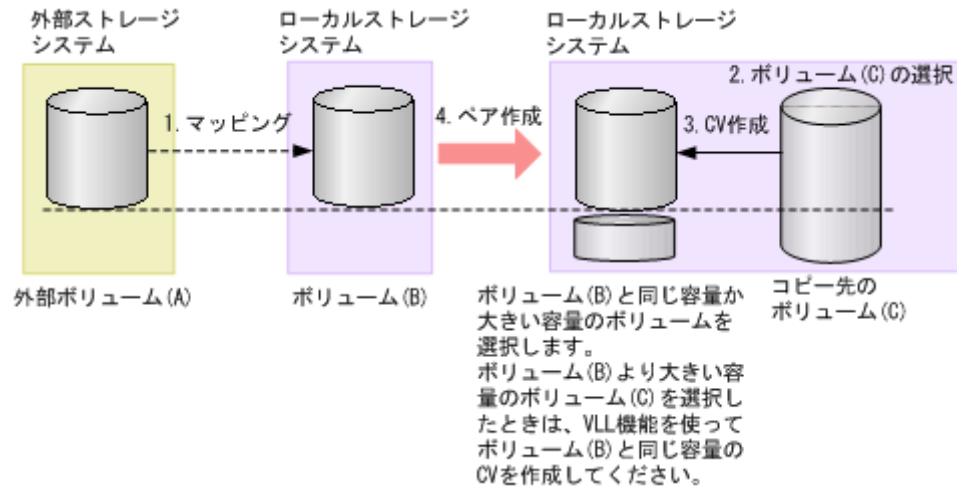 外部ストレージ
システム
ローカルストレージ
システム
ローカルストレージ
システム
2. ボリューム(C)の選択
1. マッピング
4. ペア作成
3. CV作成
外部ボリューム(A)
ボリューム(B)
コピー先の
ボリューム(C)
ボリューム(B)と同じ容量か
大きい容量のボリュームを
選択します。
ボリューム(B)より大きい容
量のボリューム(C)を選択し
たときは、VLL機能を使って
ボリューム(B)と同じ容量の
CVを作成してください。